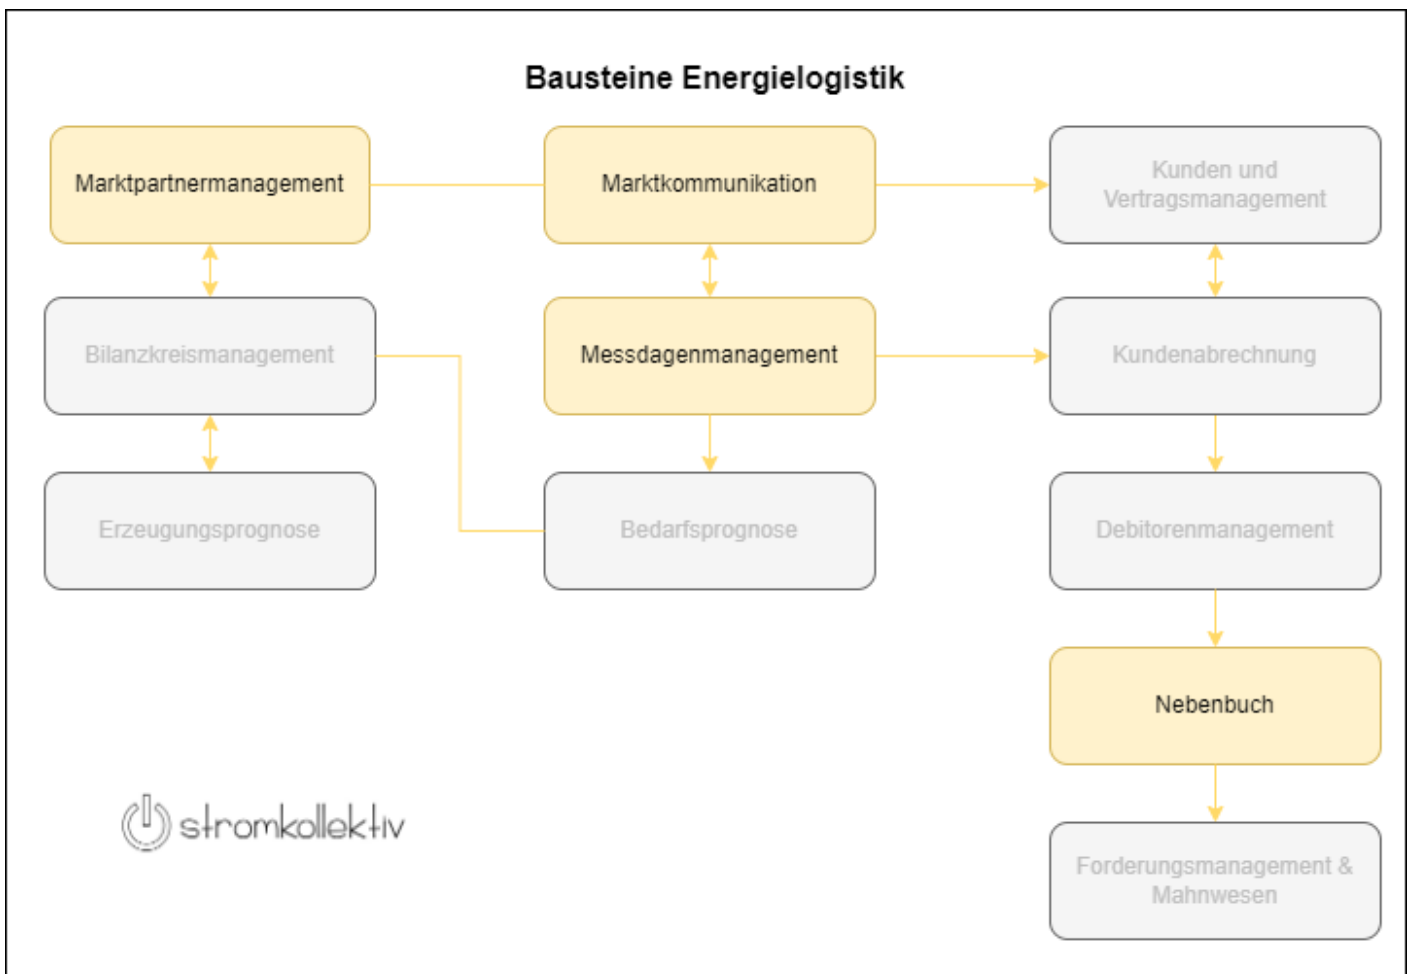 Bausteine Energielogistik
Marktpartnermanagement
Marktkommunikation
Kunden und
Vertragsmanagement
Bilanzkreismanagement
Messdagenmanagement
Kundenabrechnung
Erzeugungsprognose
Bedarfsprognose
Debitorenmanagement
Nebenbuch
stromkollektiv
Forderungsmanagement &
Mahnwesen